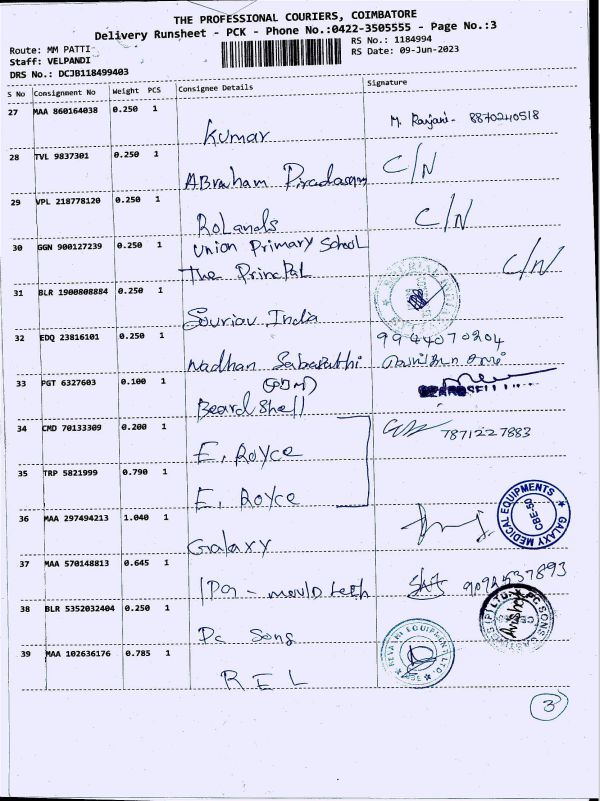 THE PROFESSIONAL COURIERS, COIMBATORE
Delivery Runsheet - PCK - Phone No.:0422-3505555 - Page No.:3
Route: MM PATTI
RS No.: 1184994
Staff: VELPANDI
RS Date: 09-Jun-2023
DRS No.: DCJB118499403
S No Consignment No Weight PCS Consignee Details Signature
27 MAA 860164038 0.250 1
Kumar M. Ranjani - 8870240518
28 TVL 9837301 0.250 1
ABraham C/N
29 VPL 218778120 0.250 1
RoLands C/N
30 GGN 900127239 0.250 1
Union Primary School
The Principal C/N
31 BLR 1900808884 0.250 1
Souriau India
32 EDQ 23816101 0.250 1
9944070204
Nadhan Sabapathi
33 PGT 6327603 0.100 1
Beard Shell
34 CMD 70133309 0.200 1
E. Royce 7871227883
35 TRP 5821999 0.790 1
E. Royce
36 MAA 297494213 1.040 1
Galaxy
GALAXY MEDICAL EQUIPMENTS
CBE-50
37 MAA 570148813 0.645 1
9092537893
38 BLR 5352032404 0.250 1
Pc Sons
39 MAA 102636176 0.785 1
R E L
3